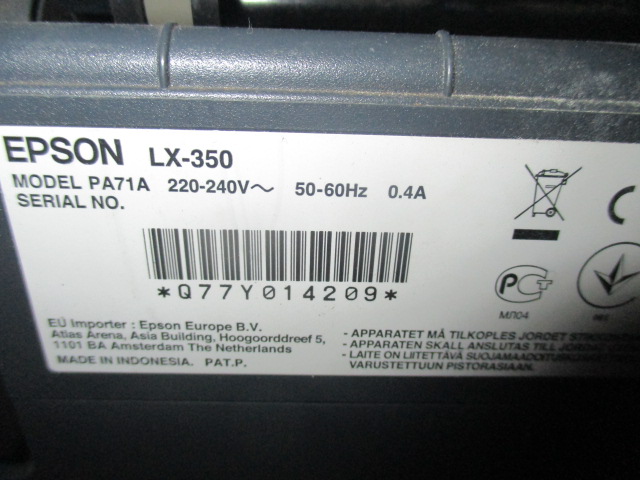 EPSON LX-350
MODEL PA71A 220-240V~ 50-60Hz 0.4A
SERIAL NO.
*Q77Y014209*
МЛ04
EU Importer : Epson Europe B.V.
Atlas Arena, Asia Building, Hoogoorddreef 5,
1101 BA Amsterdam The Netherlands
MADE IN INDONESIA. PAT.P.
- APPARATET MÅ TILKOPLES JORDET
- APPARATEN SKALL ANSLUTAS TILL
- LAITE ON LIITETTÄVÄ
VARUSTETTUUN PISTORASIAAN.